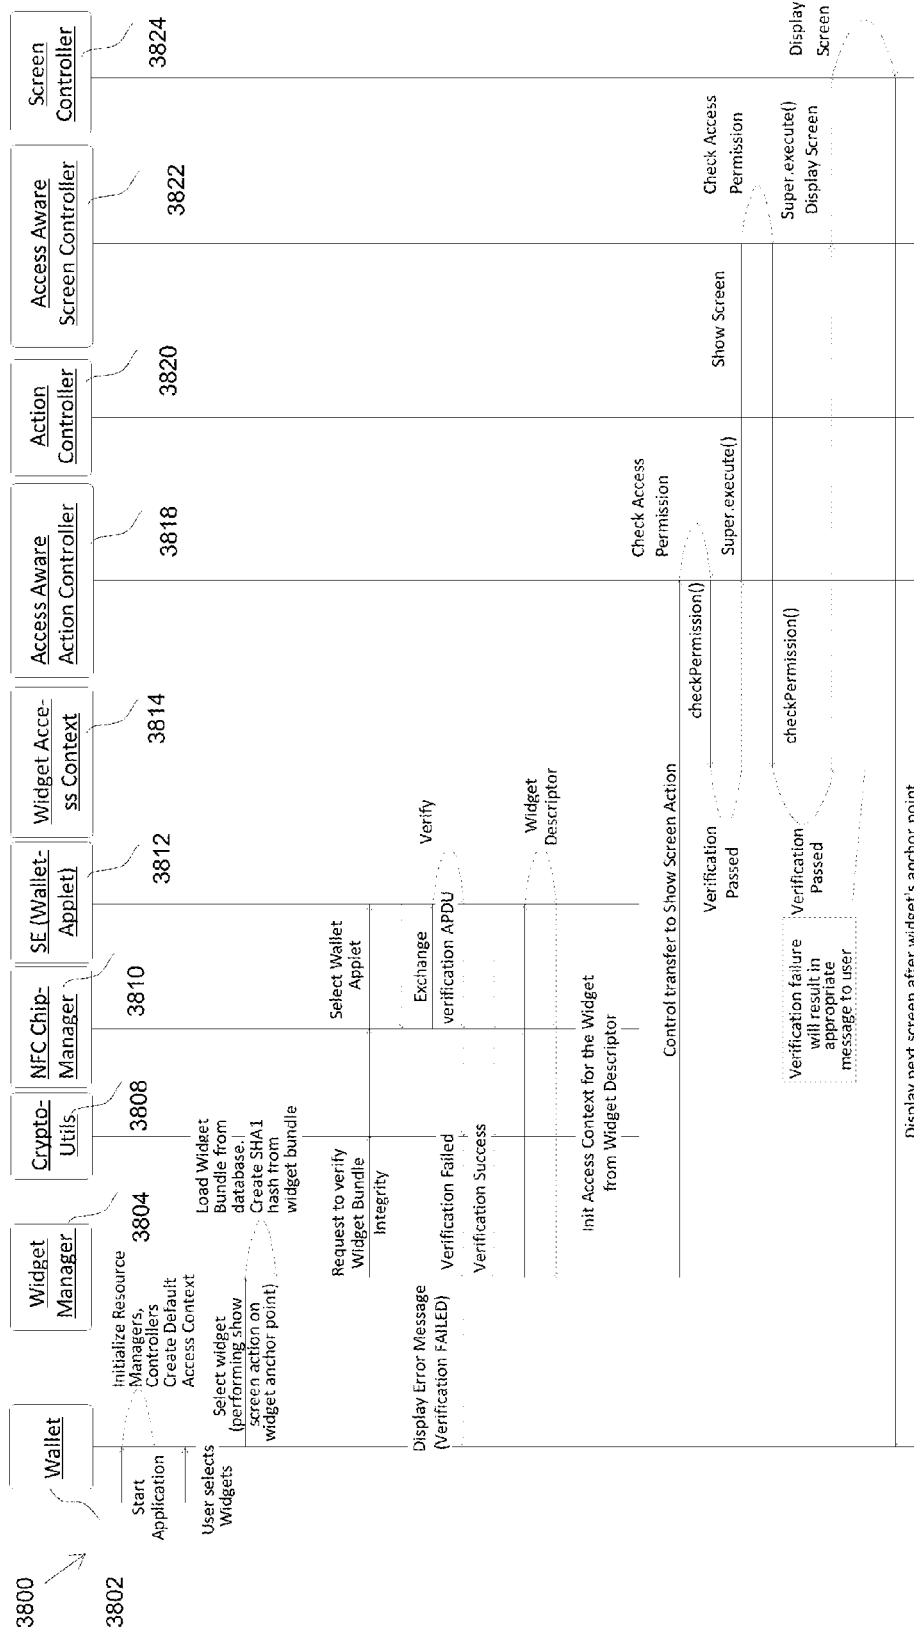 3800
3802
Wallet
Widget
Manager
3804
Crypto-
Utils
3808
NFC Chip-
Manager
3810
SE (Wallet-
Applet)
3812
Widget Acce-
ss Context
3814
Access Aware
Action Controller
3818
Action
Controller
3820
Access Aware
Screen Controller
3822
Screen
Controller
3824
Start
Application
Initialize Resource
Managers,
Controllers
Create Default
Access Context
User selects
Widgets
Select widget
(performing show
screen action on
widget anchor point)
Load Widget
Bundle from
database.
Create SHA1
hash from
widget bundle
Request to verify
Widget Bundle
Integrity
Select Wallet
Applet
Exchange
verification APDU
Verify
Display Error Message
(Verification FAILED)
Verification Failed
Verification Success
Widget
Descriptor
Init Access Context for the Widget
from Widget Descriptor
Control transfer to Show Screen Action
Check Access
Permission
checkPermission()
Verification
Passed
Super.execute()
Show Screen
Check Access
Permission
checkPermission()
Verification
Passed
Super.execute()
Display Screen
Display
Screen
Verification failure
will result in
appropriate
message to user
Display next screen after widget's anchor point